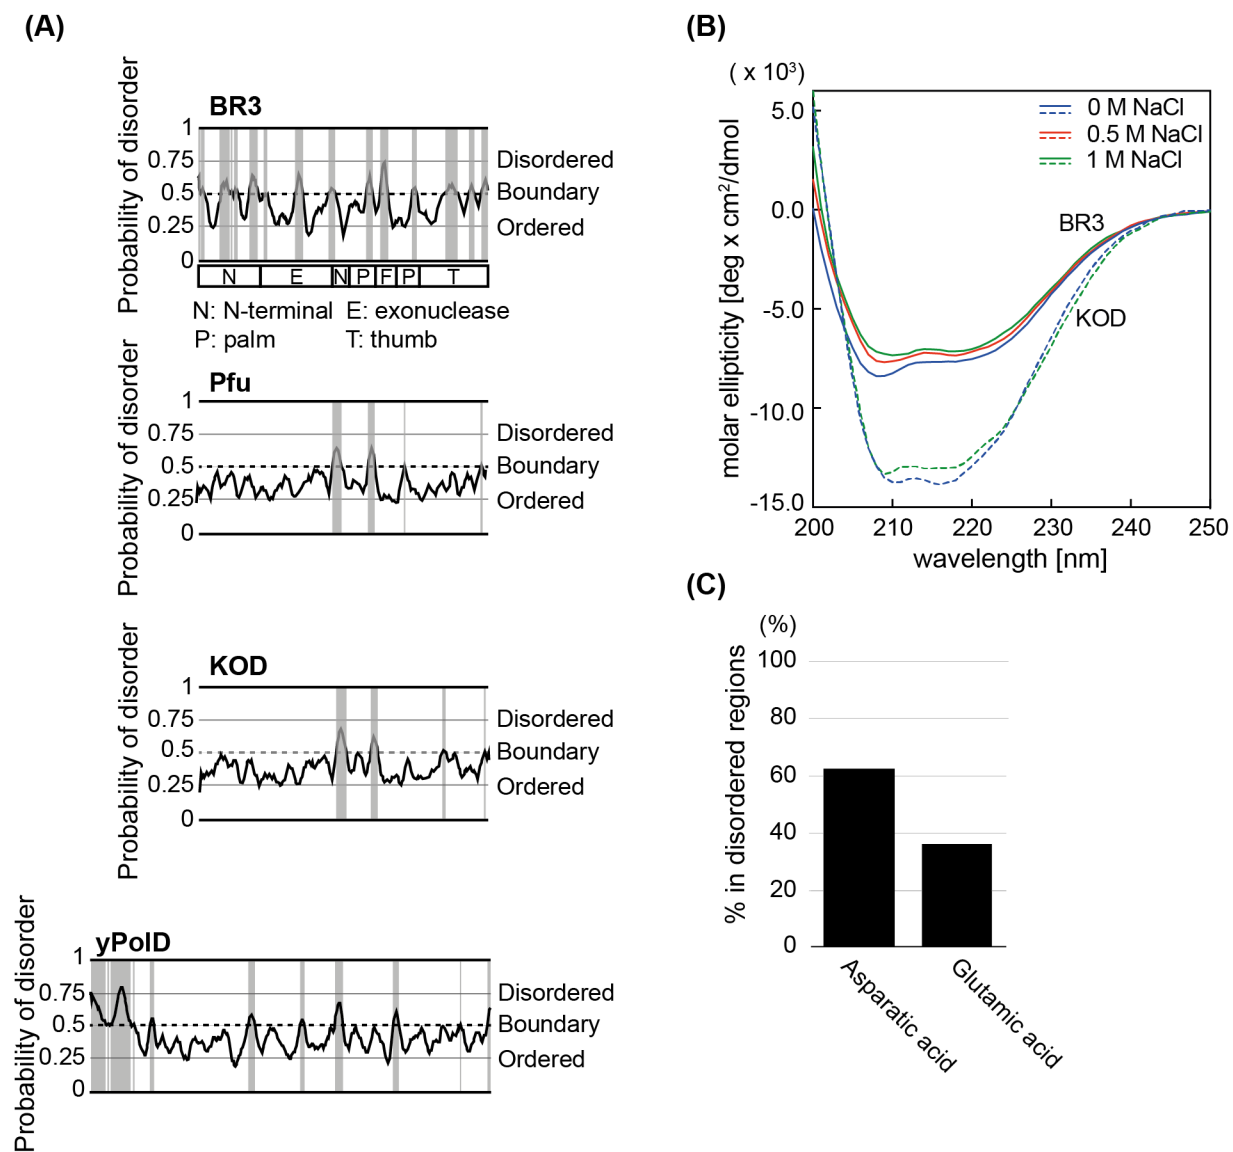 (A)
BR3
Probability of disorder
1
0.75
0.5
0.25
0
Disordered
Boundary
Ordered
N E N P F P T
N: N-terminal E: exonuclease
P: palm T: thumb
Pfu
Probability of disorder
1
0.75
0.5
0.25
0
Disordered
Boundary
Ordered
KOD
Probability of disorder
1
0.75
0.5
0.25
0
Disordered
Boundary
Ordered
yPolD
Probability of disorder
1
0.75
0.5
0.25
0
Disordered
Boundary
Ordered
(B)
( x 10³)
molar ellipticity [deg x cm²/dmol
5.0
0.0
-5.0
-10.0
-15.0
0 M NaCl
0.5 M NaCl
1 M NaCl
BR3
KOD
200 210 220 230 240 250
wavelength [nm]
(C)
(%)
% in disordered regions
100
80
60
40
20
0
Asparatic acid
Glutamic acid